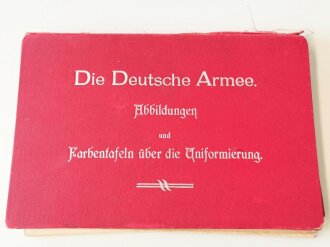 Die Deutsche Armee.
Abbildungen
und
Farbentafeln über die Uniformierung.